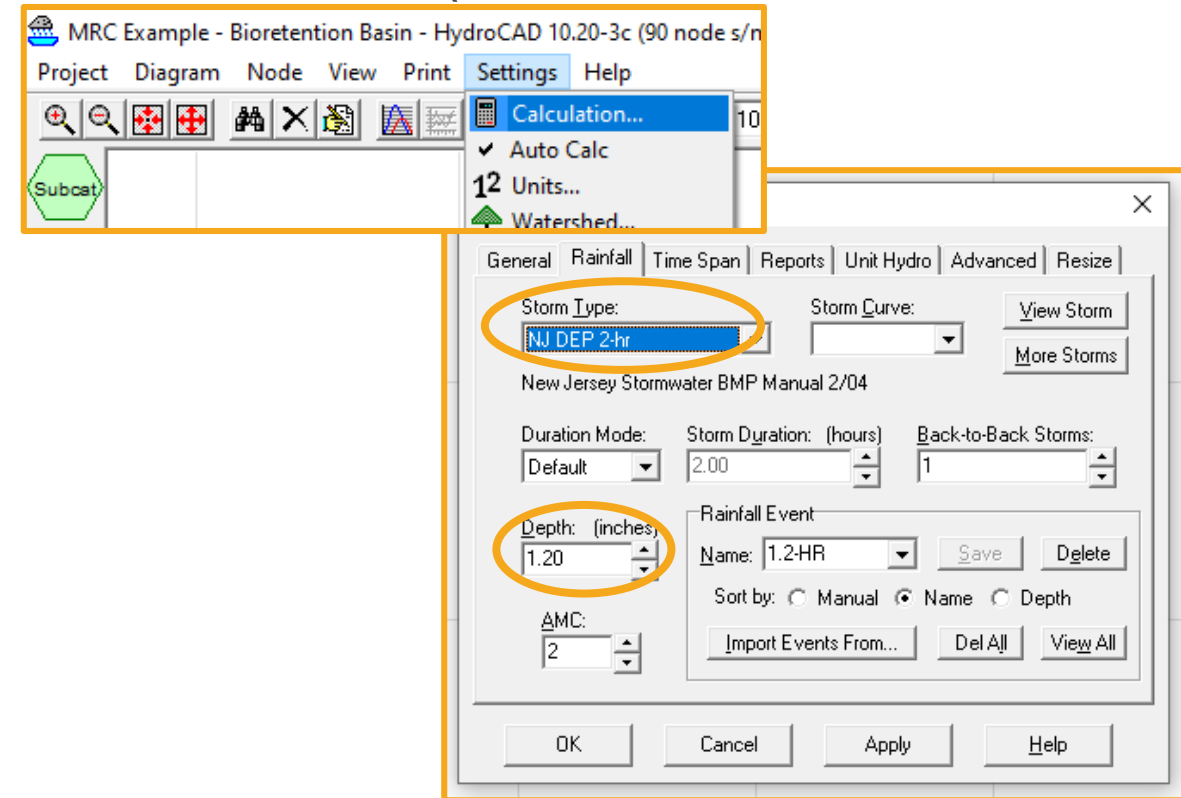 MRC Example - Bioretention Basin - HydroCAD 10.20-3c (90 node s/n
Project Diagram Node View Print Settings Help
Calculation...
10
Auto Calc
Subcat
12 Units...
Watershed...
General Rainfall Time Span Reports Unit Hydro Advanced Resize
Storm Type: Storm Curve: View Storm
NJ DEP 2-hr
More Storms
New Jersey Stormwater BMP Manual 2/04
Duration Mode: Storm Duration: (hours) Back-to-Back Storms:
Default 2.00 1
Depth: (inches) Rainfall Event
1.20 Name: 1.2-HR Save Delete
Sort by: Manual Name Depth
AMC:
2 Import Events From... Del All View All
OK Cancel Apply Help